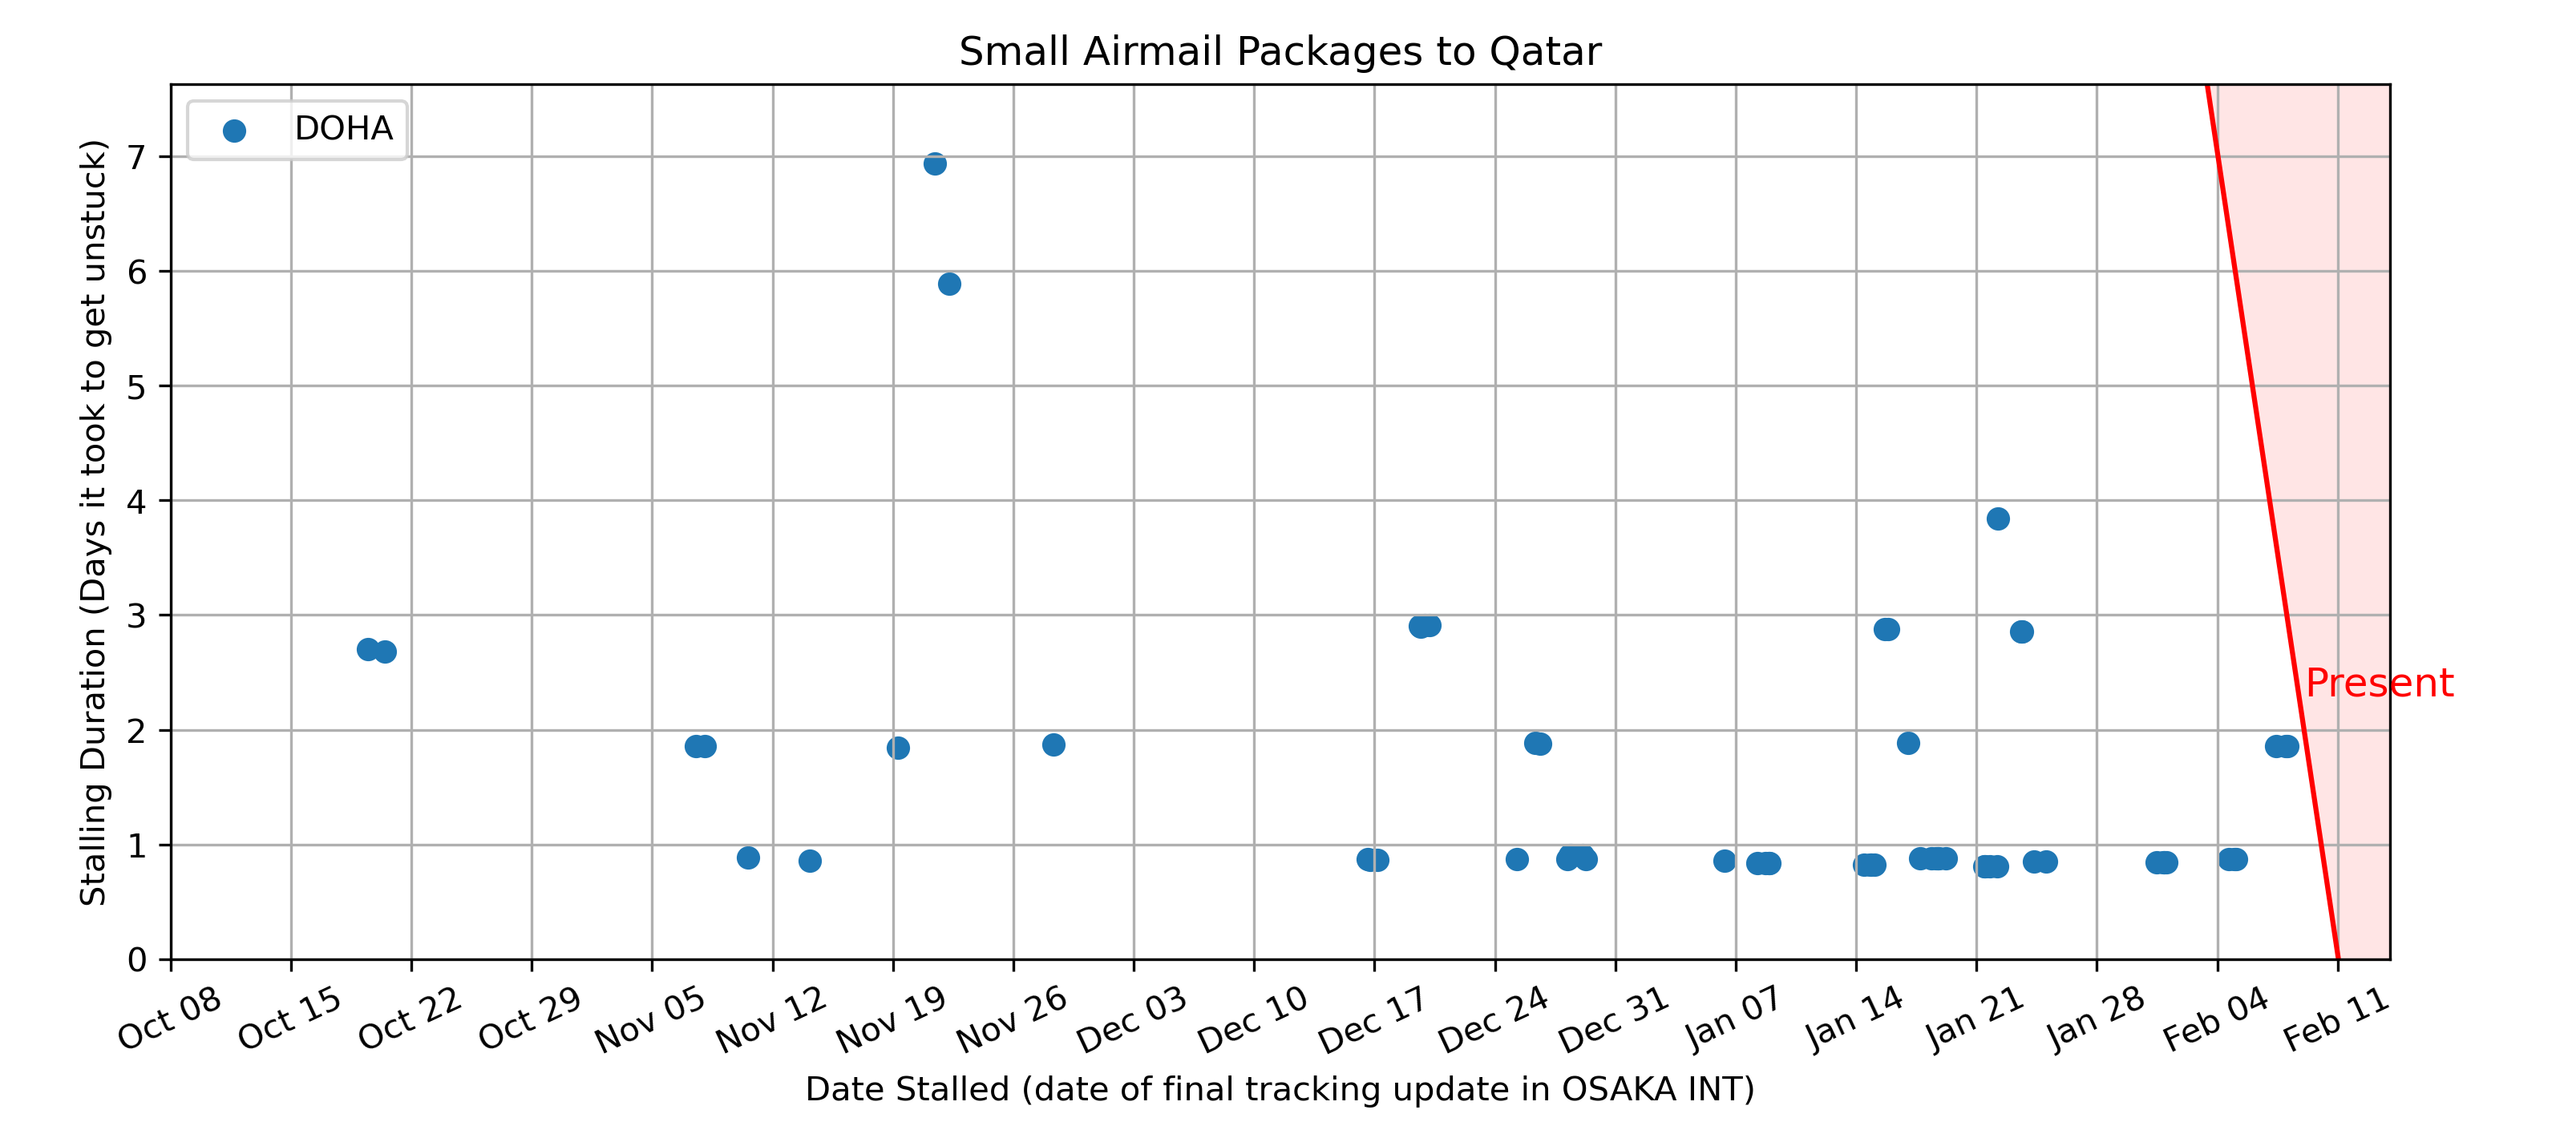 Small Airmail Packages to Qatar
DOHA
Stalling Duration (Days it took to get unstuck)
7
6
5
4
3
2
1
0
Present
Oct 08
Oct 15
Oct 22
Oct 29
Nov 05
Nov 12
Nov 19
Nov 26
Dec 03
Dec 10
Dec 17
Dec 24
Dec 31
Jan 07
Jan 14
Jan 21
Jan 28
Feb 04
Feb 11
Date Stalled (date of final tracking update in OSAKA INT)